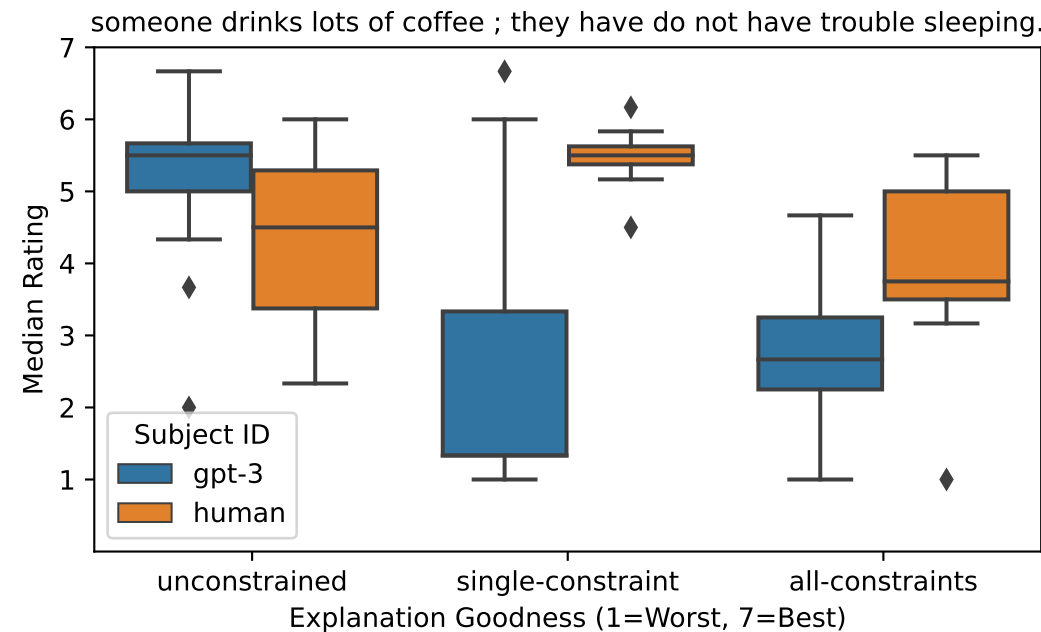 someone drinks lots of coffee ; they have do not have trouble sleeping.
7
6
5
4
3
2
1
Median Rating
Subject ID
gpt-3
human
unconstrained single-constraint all-constraints
Explanation Goodness (1=Worst, 7=Best)